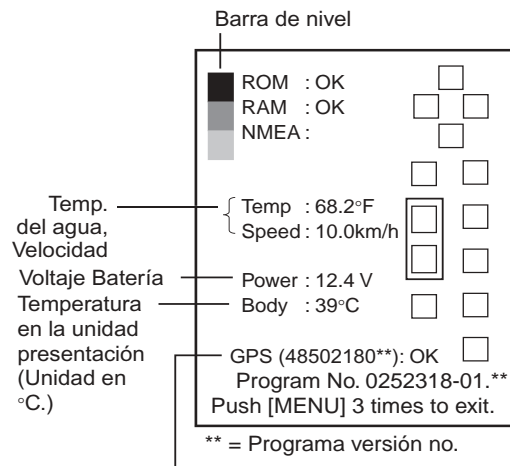 Barra de nivel
ROM : OK
RAM : OK
NMEA :
Temp.
del agua,
Velocidad
Temp : 68.2°F
Speed : 10.0km/h
Voltaje Batería
Power : 12.4 V
Temperatura
en la unidad
presentación
(Unidad en
°C.)
Body : 39°C
GPS (48502180**): OK
Program No. 0252318-01.**
Push [MENU] 3 times to exit.
** = Programa versión no.